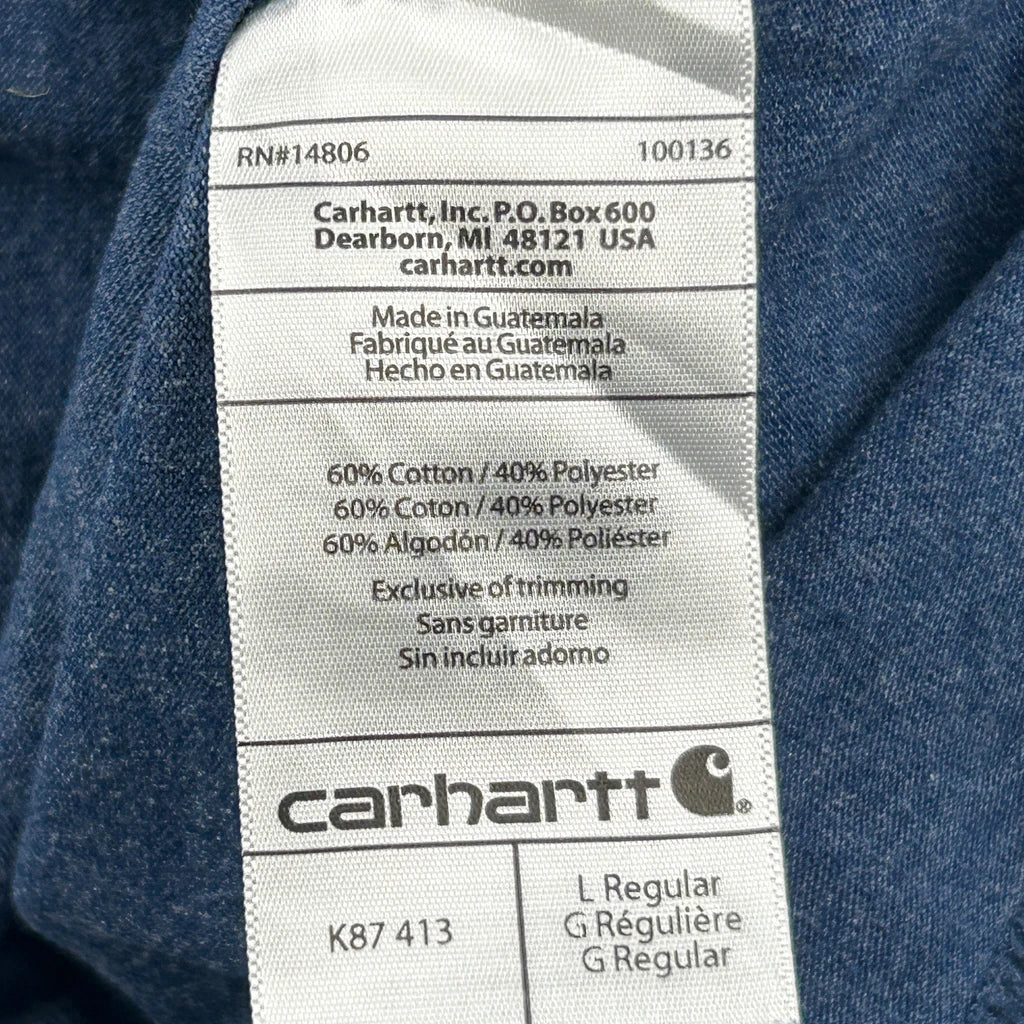 RN#14806 100136
Carhartt, Inc. P.O. Box 600
Dearborn, MI 48121 USA
carhartt.com
Made in Guatemala
Fabriqué au Guatemala
Hecho en Guatemala
60% Cotton / 40% Polyester
60% Coton / 40% Polyester
60% Algodón / 40% Poliéster
Exclusive of trimming
Sans garniture
Sin incluir adorno
carhartt ®
K87 413
L Regular
G Régulière
G Regular